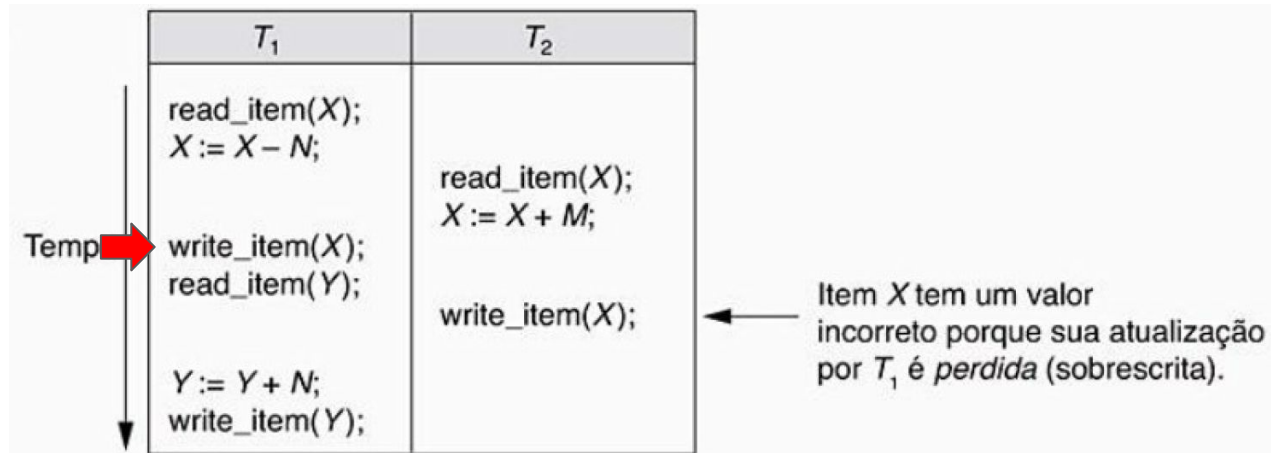 T₁ T₂
read_item(X);
X := X – N;
read_item(X);
X := X + M;
Temp
write_item(X);
read_item(Y);
write_item(X);
Item X tem um valor
incorreto porque sua atualização
por T₁ é perdida (sobrescrita).
Y := Y + N;
write_item(Y);